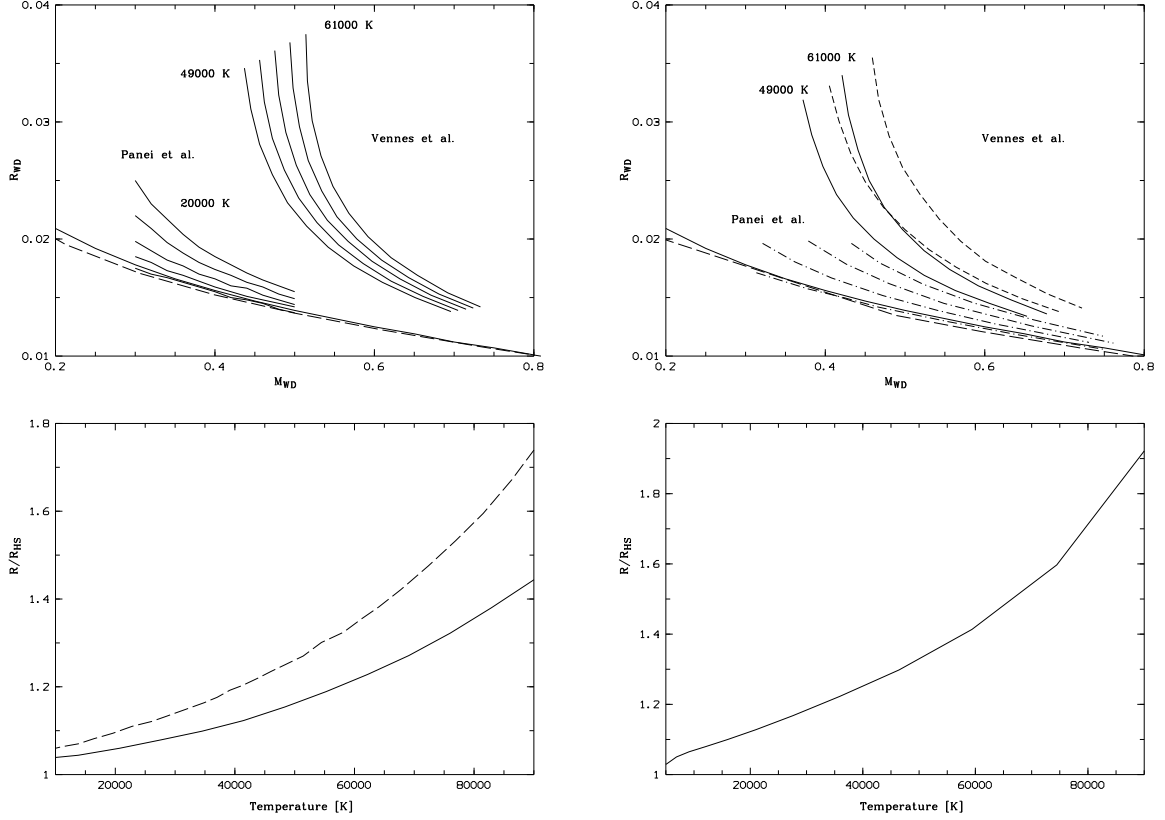 0.04
0.03
0.02
0.01
R_WD
61000 K
49000 K
Vennes et al.
Panei et al.
20000 K
0.2 0.4 0.6 0.8
M_WD
0.04
0.03
0.02
0.01
R_WD
61000 K
49000 K
Vennes et al.
Panei et al.
0.2 0.4 0.6 0.8
M_WD
1.8
1.6
1.4
1.2
1
R/R_HS
20000 40000 60000 80000
Temperature [K]
2
1.8
1.6
1.4
1.2
1
R/R_HS
20000 40000 60000 80000
Temperature [K]